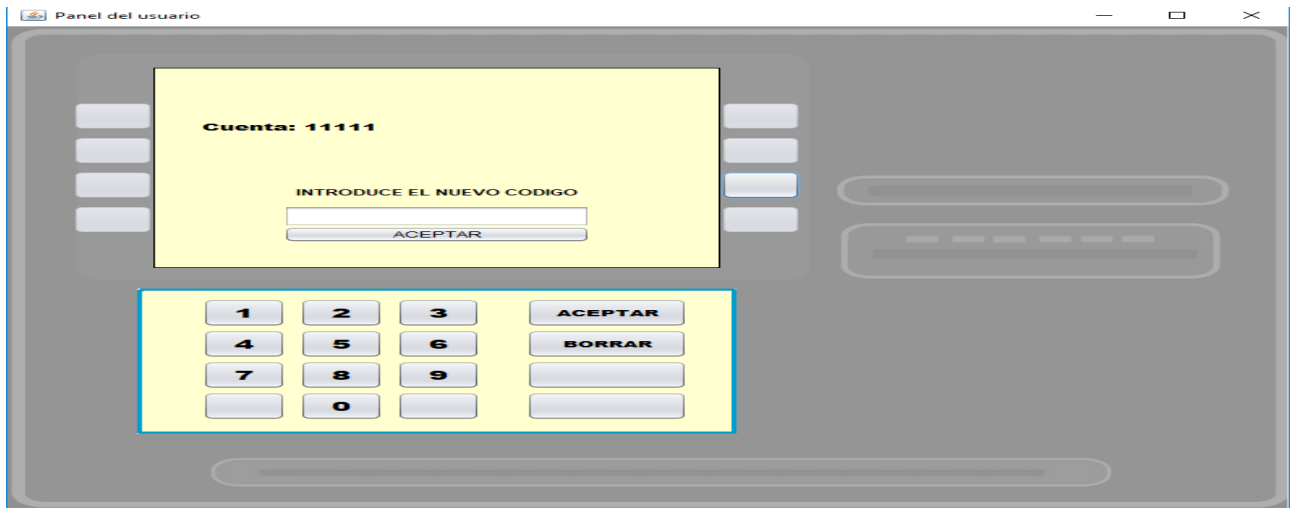 Panel del usuario
Cuenta: 11111
INTRODUCE EL NUEVO CODIGO
ACEPTAR
1 2 3 ACEPTAR
4 5 6 BORRAR
7 8 9
0